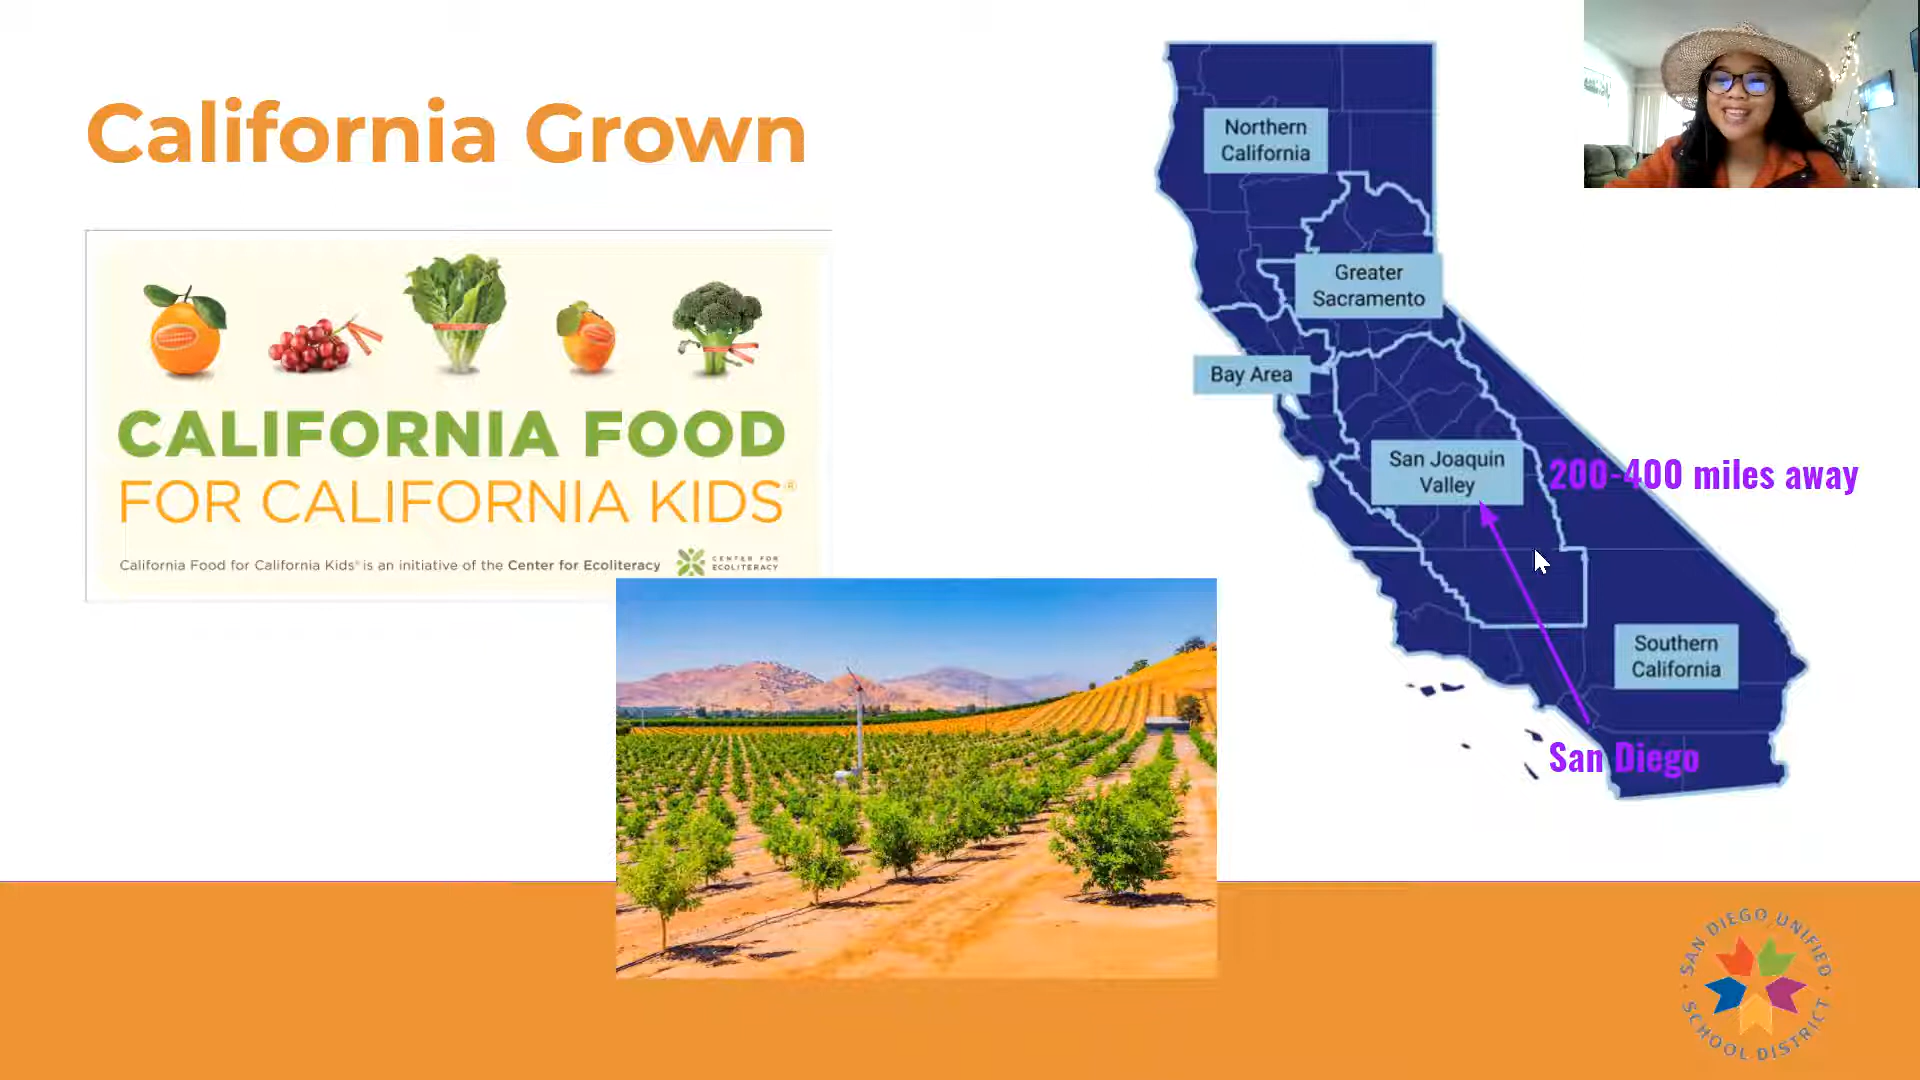 California Grown
CALIFORNIA FOOD
FOR CALIFORNIA KIDS®
California Food for California Kids® is an initiative of the Center for Ecoliteracy
CENTER FOR
ECOLITERACY
Northern
California
Greater
Sacramento
Bay Area
San Joaquin
Valley
200-400 miles away
Southern
California
San Diego
SAN DIEGO UNIFIED
SCHOOL DISTRICT